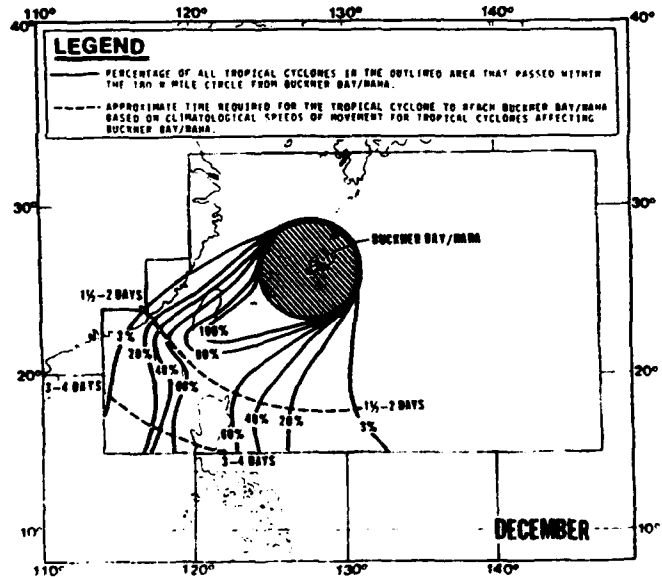 110° 120° 130° 140°
40° 40°
LEGEND
PERCENTAGE OF ALL TROPICAL CYCLONES IN THE OUTLINED AREA THAT PASSED WITHIN
THE 180 N MILE CIRCLE FROM BUCKNER BAY/NAHA.
APPROXIMATE TIME REQUIRED FOR THE TROPICAL CYCLONE TO REACH BUCKNER BAY/NAHA
BASED ON CLIMATOLOGICAL SPEEDS OF MOVEMENT FOR TROPICAL CYCLONES AFFECTING
BUCKNER BAY/NAHA.
30° 30°
BUCKNER BAY/NAHA
1½-2 DAYS
3% 100%
20% 80%
40%
20° 60% 20°
3-4 DAYS
1½-2 DAYS
60% 40% 20% 3%
3-4 DAYS
10° DECEMBER 10°
110° 120° 130° 140°